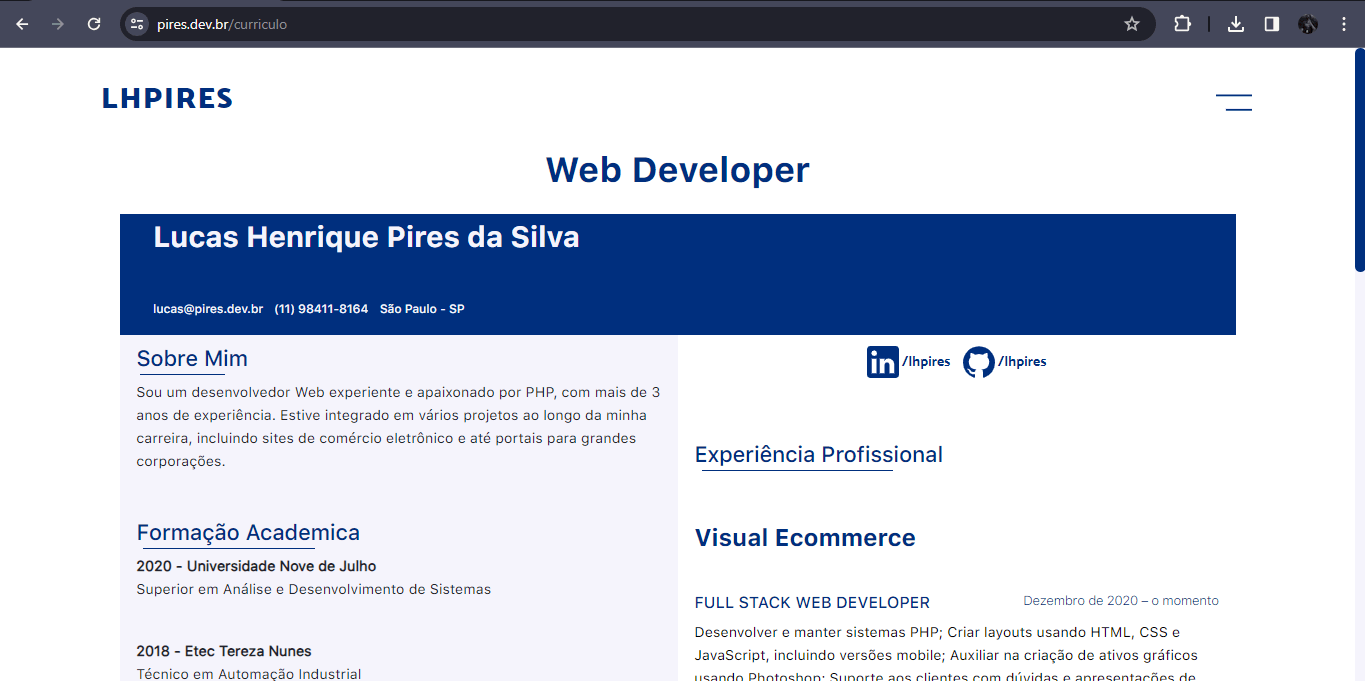 pires.dev.br/curriculo
LHPIRES
Web Developer
Lucas Henrique Pires da Silva
lucas@pires.dev.br (11) 98411-8164 São Paulo - SP
Sobre Mim
Sou um desenvolvedor Web experiente e apaixonado por PHP, com mais de 3
anos de experiência. Estive integrado em vários projetos ao longo da minha
carreira, incluindo sites de comércio eletrônico e até portais para grandes
corporações.
Formação Academica
2020 - Universidade Nove de Julho
Superior em Análise e Desenvolvimento de Sistemas
2018 - Etec Tereza Nunes
Técnico em Automação Industrial
in /lhpires /lhpires
Experiência Profissional
Visual Ecommerce
FULL STACK WEB DEVELOPER Dezembro de 2020 – o momento
Desenvolver e manter sistemas PHP; Criar layouts usando HTML, CSS e
JavaScript, incluindo versões mobile; Auxiliar na criação de ativos gráficos
usando Photoshop; Suporte aos clientes com dúvidas e apresentações de